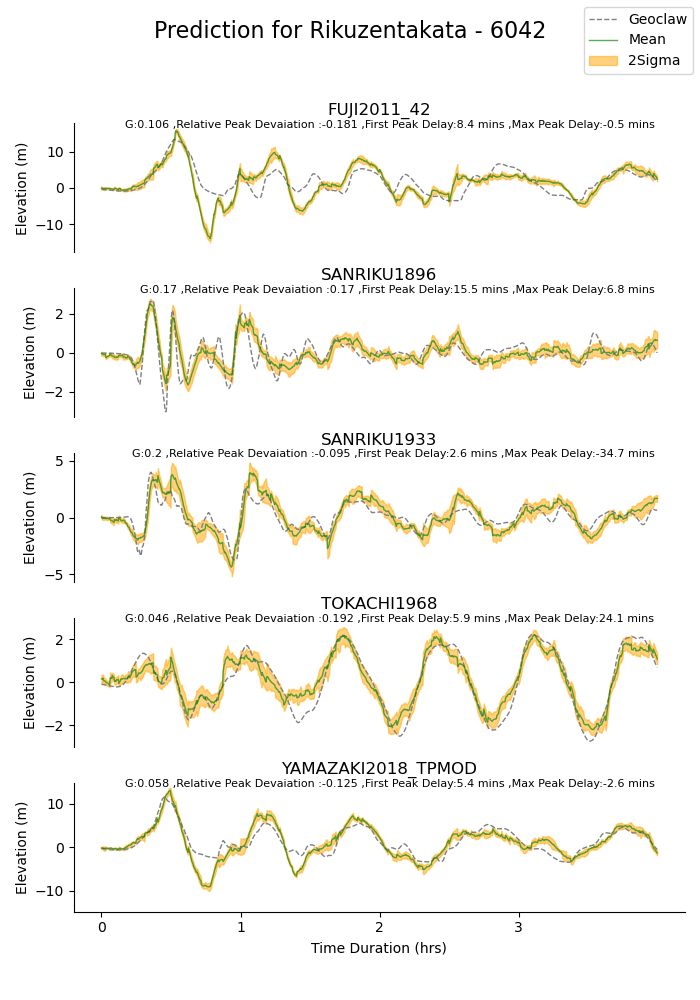 Prediction for Rikuzentakata - 6042
Geoclaw
Mean
2Sigma
FUJI2011_42
G:0.106 ,Relative Peak Devaiation :-0.181 ,First Peak Delay:8.4 mins ,Max Peak Delay:-0.5 mins
Elevation (m)
10
0
−10
SANRIKU1896
G:0.17 ,Relative Peak Devaiation :0.17 ,First Peak Delay:15.5 mins ,Max Peak Delay:6.8 mins
Elevation (m)
2
0
−2
SANRIKU1933
G:0.2 ,Relative Peak Devaiation :-0.095 ,First Peak Delay:2.6 mins ,Max Peak Delay:-34.7 mins
Elevation (m)
5
0
−5
TOKACHI1968
G:0.046 ,Relative Peak Devaiation :0.192 ,First Peak Delay:5.9 mins ,Max Peak Delay:24.1 mins
Elevation (m)
2
0
−2
YAMAZAKI2018_TPMOD
G:0.058 ,Relative Peak Devaiation :-0.125 ,First Peak Delay:5.4 mins ,Max Peak Delay:-2.6 mins
Elevation (m)
10
0
−10
0 1 2 3
Time Duration (hrs)